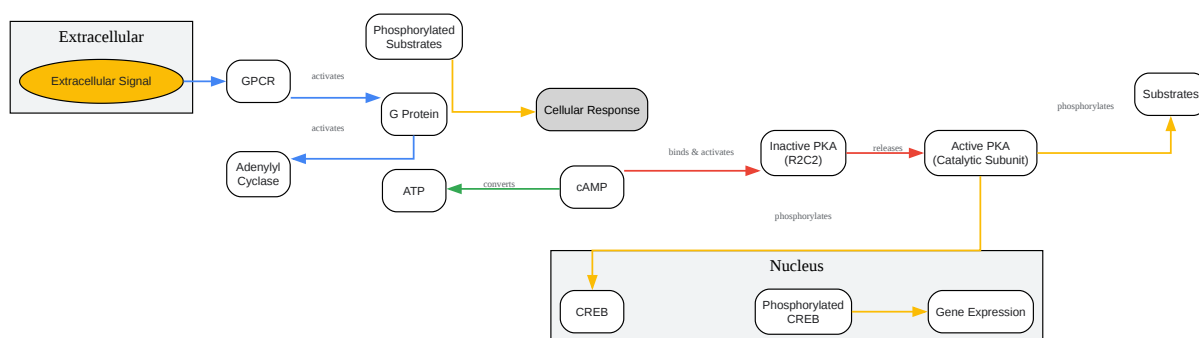 Extracellular
Extracellular Signal
GPCR
activates
Phosphorylated
Substrates
G Protein
activates
Adenylyl
Cyclase
Cellular Response
ATP
converts
cAMP
binds & activates
Inactive PKA
(R2C2)
releases
Active PKA
(Catalytic Subunit)
phosphorylates
Substrates
phosphorylates
Nucleus
CREB
Phosphorylated
CREB
Gene Expression